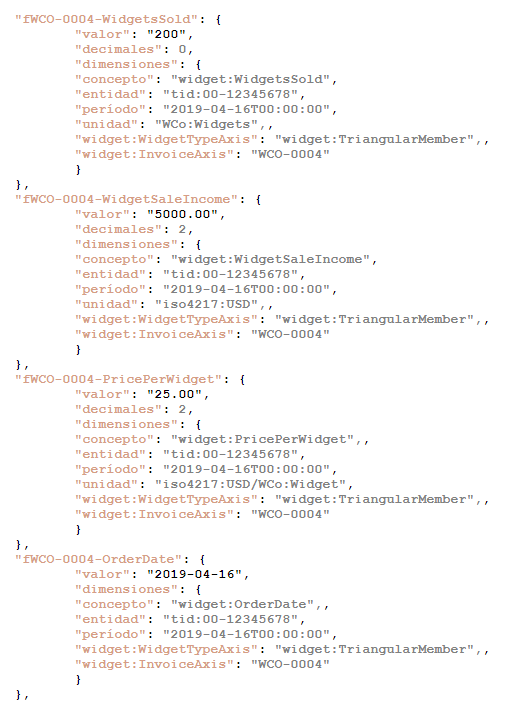 "fWCO-0004-WidgetsSold": {
"valor": "200",
"decimales": 0,
"dimensiones": {
"concepto": "widget:WidgetsSold",
"entidad": "tid:00-12345678",
"período": "2019-04-16T00:00:00",
"unidad": "WCo:Widgets",,
"widget:WidgetTypeAxis": "widget:TriangularMember",,
"widget:InvoiceAxis": "WCO-0004"
}
},
"fWCO-0004-WidgetSaleIncome": {
"valor": "5000.00",
"decimales": 2,
"dimensiones": {
"concepto": "widget:WidgetSaleIncome",
"entidad": "tid:00-12345678",
"período": "2019-04-16T00:00:00",
"unidad": "iso4217:USD",,
"widget:WidgetTypeAxis": "widget:TriangularMember",,
"widget:InvoiceAxis": "WCO-0004"
}
},
"fWCO-0004-PricePerWidget": {
"valor": "25.00",
"decimales": 2,
"dimensiones": {
"concepto": "widget:PricePerWidget",,
"entidad": "tid:00-12345678",
"período": "2019-04-16T00:00:00",
"unidad": "iso4217:USD/WCo:Widget",
"widget:WidgetTypeAxis": "widget:TriangularMember",,
"widget:InvoiceAxis": "WCO-0004"
}
},
"fWCO-0004-OrderDate": {
"valor": "2019-04-16",
"dimensiones": {
"concepto": "widget:OrderDate",,
"entidad": "tid:00-12345678",
"período": "2019-04-16T00:00:00",
"widget:WidgetTypeAxis": "widget:TriangularMember",,
"widget:InvoiceAxis": "WCO-0004"
}
},